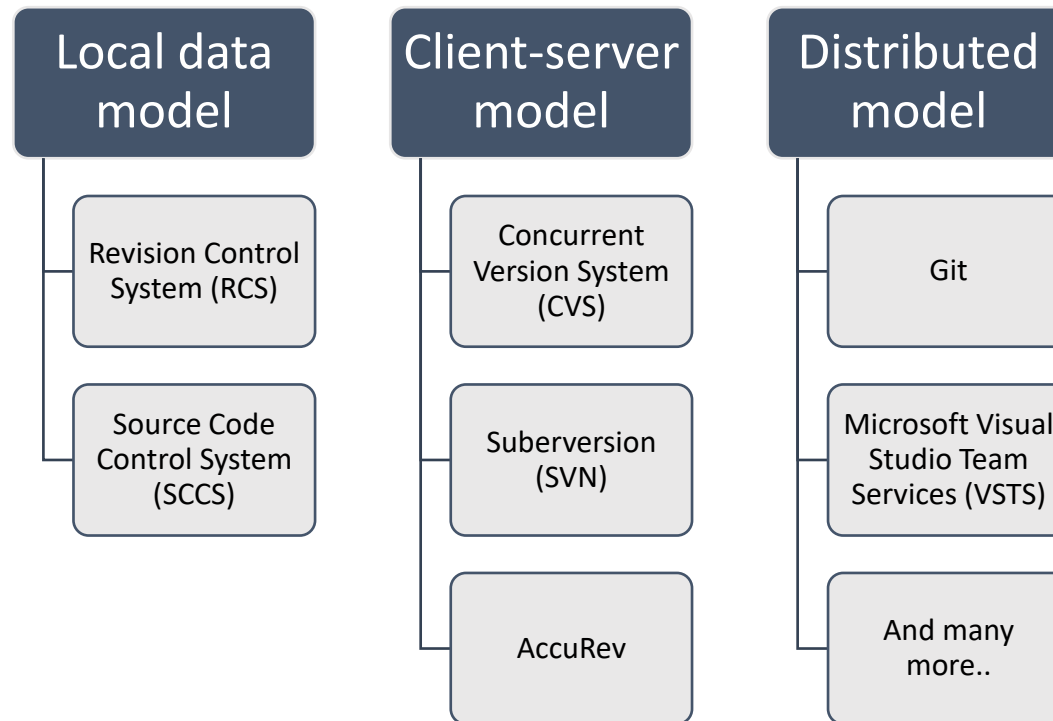 Local data
model
Revision Control
System (RCS)
Source Code
Control System
(SCCS)
Client-server
model
Concurrent
Version System
(CVS)
Suberversion
(SVN)
AccuRev
Distributed
model
Git
Microsoft Visual
Studio Team
Services (VSTS)
And many
more..